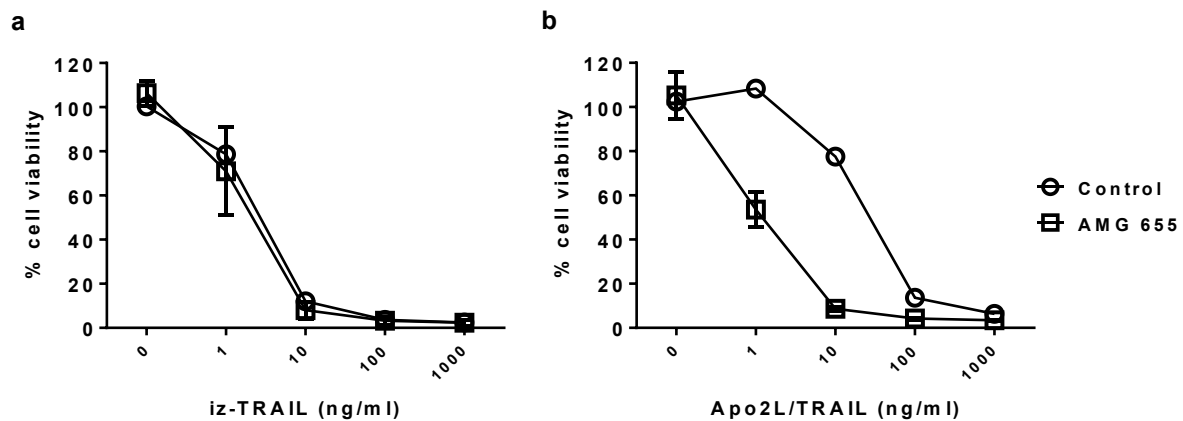 a
120
100
80
60
40
20
0
% cell viability
0 1 10 100 1000
iz-TRAIL (ng/ml)
b
120
100
80
60
40
20
0
% cell viability
0 1 10 100 1000
Apo2L/TRAIL (ng/ml)
Control
AMG 655